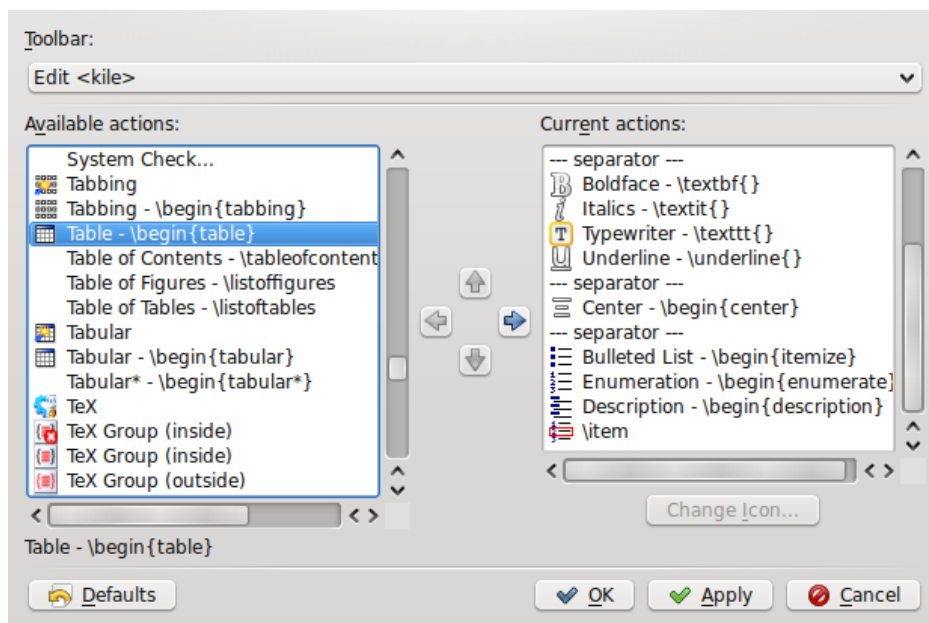 Toolbar:
Edit <kile>
Available actions:
System Check...
Tabbing
Tabbing - \begin{tabbing}
Table - \begin{table}
Table of Contents - \tableofcontent
Table of Figures - \listoffigures
Table of Tables - \listoftables
Tabular
Tabular - \begin{tabular}
Tabular* - \begin{tabular*}
TeX
TeX Group (inside)
TeX Group (inside)
TeX Group (outside)
Current actions:
--- separator ---
Boldface - \textbf{}
Italics - \textit{}
Typewriter - \texttt{}
Underline - \underline{}
--- separator ---
Center - \begin{center}
--- separator ---
Bulleted List - \begin{itemize}
Enumeration - \begin{enumerate}
Description - \begin{description}
\item
Change Icon...
Table - \begin{table}
Defaults
OK
Apply
Cancel